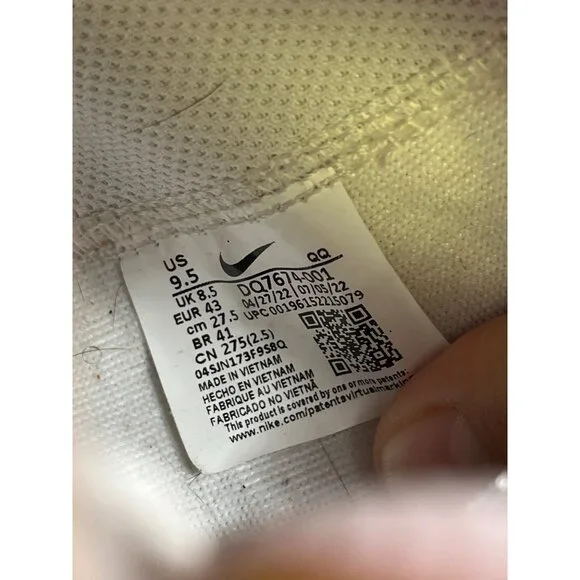 US
9.5 QQ
UK 8.5 DQ7674-001
EUR 43 04/27/22 07/05/22
cm 27.5 UPC 00196152215079
BR 41
CN 275(2.5)
04SJN173F9S8Q
MADE IN VIETNAM
HECHO EN VIETNAM
FABRIQUE AU VIETNAM
FABRICADO NO VIETNÃ
This product is covered by one or more patents.
www.nike.com/patents